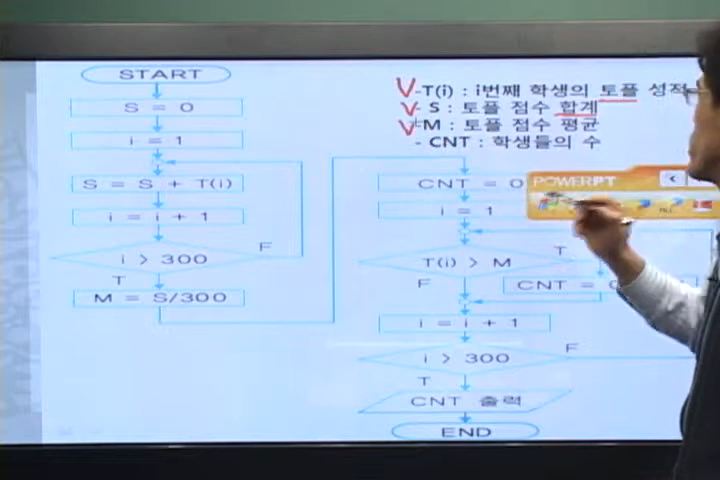 START
S = 0
i = 1
S = S + T(i)
i = i + 1
i > 300
F
T
M = S/300
-T(i) : i번째 학생의 토플 성적
- S : 토플 점수 합계
- M : 토플 점수 평균
- CNT : 학생들의 수
POWERPT
CNT = 0
i = 1
T(i) > M
T
F
CNT =
i = i + 1
i > 300
F
T
CNT 출력
END